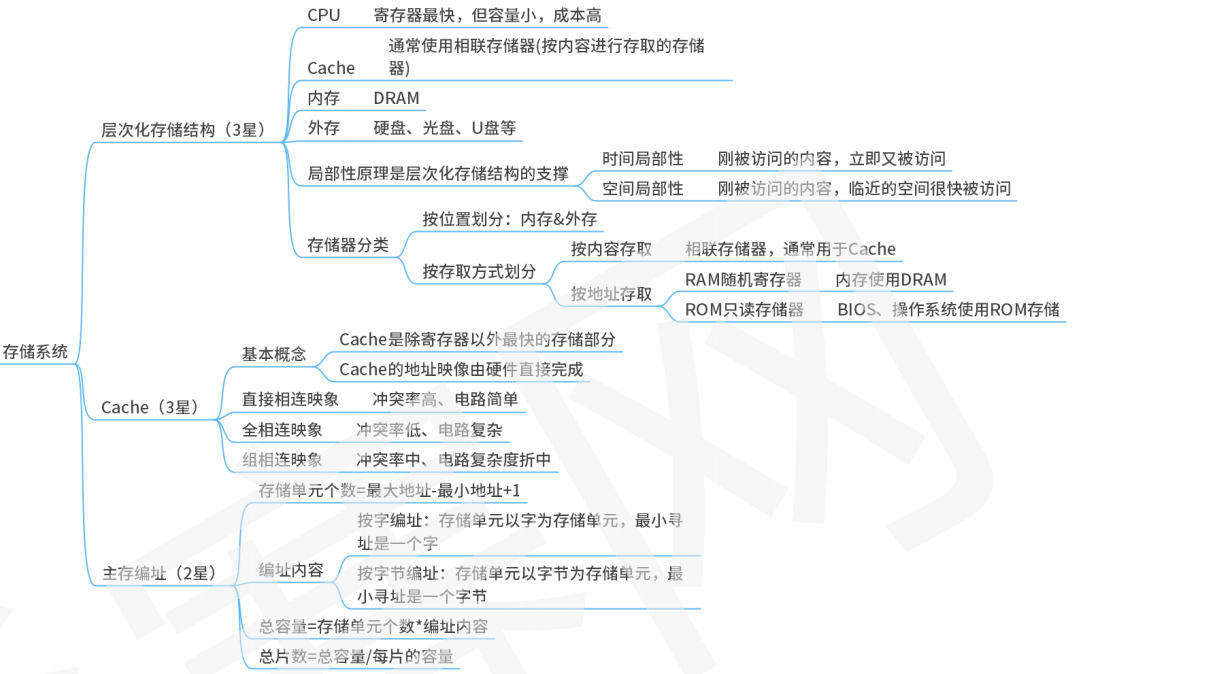 存储系统
层次化存储结构（3星）
CPU 寄存器最快，但容量小，成本高
Cache 通常使用相联存储器(按内容进行存取的存储
器)
内存 DRAM
外存 硬盘、光盘、U盘等
局部性原理是层次化存储结构的支撑
时间局部性 刚被访问的内容，立即又被访问
空间局部性 刚被访问的内容，临近的空间很快被访问
存储器分类
按位置划分：内存&外存
按存取方式划分
按内容存取 相联存储器，通常用于Cache
按地址存取
RAM随机寄存器 内存使用DRAM
ROM只读存储器 BIOS、操作系统使用ROM存储
Cache（3星）
基本概念
Cache是除寄存器以外最快的存储部分
Cache的地址映像由硬件直接完成
直接相连映象 冲突率高、电路简单
全相连映象 冲突率低、电路复杂
组相连映象 冲突率中、电路复杂度折中
主存编址（2星）
存储单元个数=最大地址-最小地址+1
编址内容
按字编址：存储单元以字为存储单元，最小寻
址是一个字
按字节编址：存储单元以字节为存储单元，最
小寻址是一个字节
总容量=存储单元个数*编址内容
总片数=总容量/每片的容量